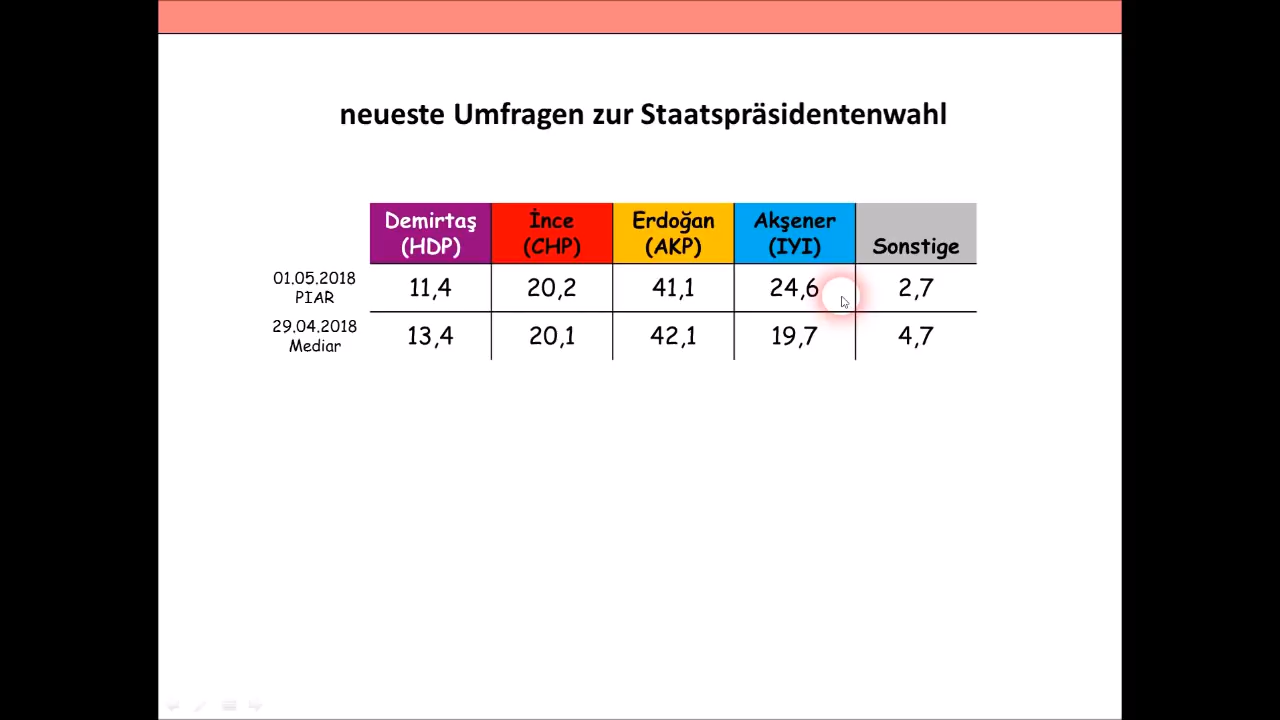 neueste Umfragen zur Staatspräsidentenwahl
Demirtaş İnce Erdoğan Akşener
(HDP) (CHP) (AKP) (IYI) Sonstige
01.05.2018
PİAR
11,4 20,2 41,1 24,6 2,7
29.04.2018
Mediar
13,4 20,1 42,1 19,7 4,7